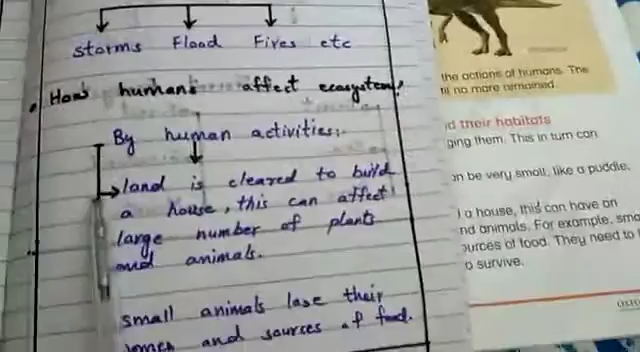 storms Flood Fires etc
How humans affect ecosystem?
By human activities.
land is cleared to build
a house, this can affect
large number of plants
and animals.
small animals lose their
homes and sources of food.
the actions of humans. The
no more remained.
d their habitats
ging them. This in turn can
n be very small, like a puddle,
a house, this can have an
nd animals. For example, sma
ources of food. They need to
o survive.